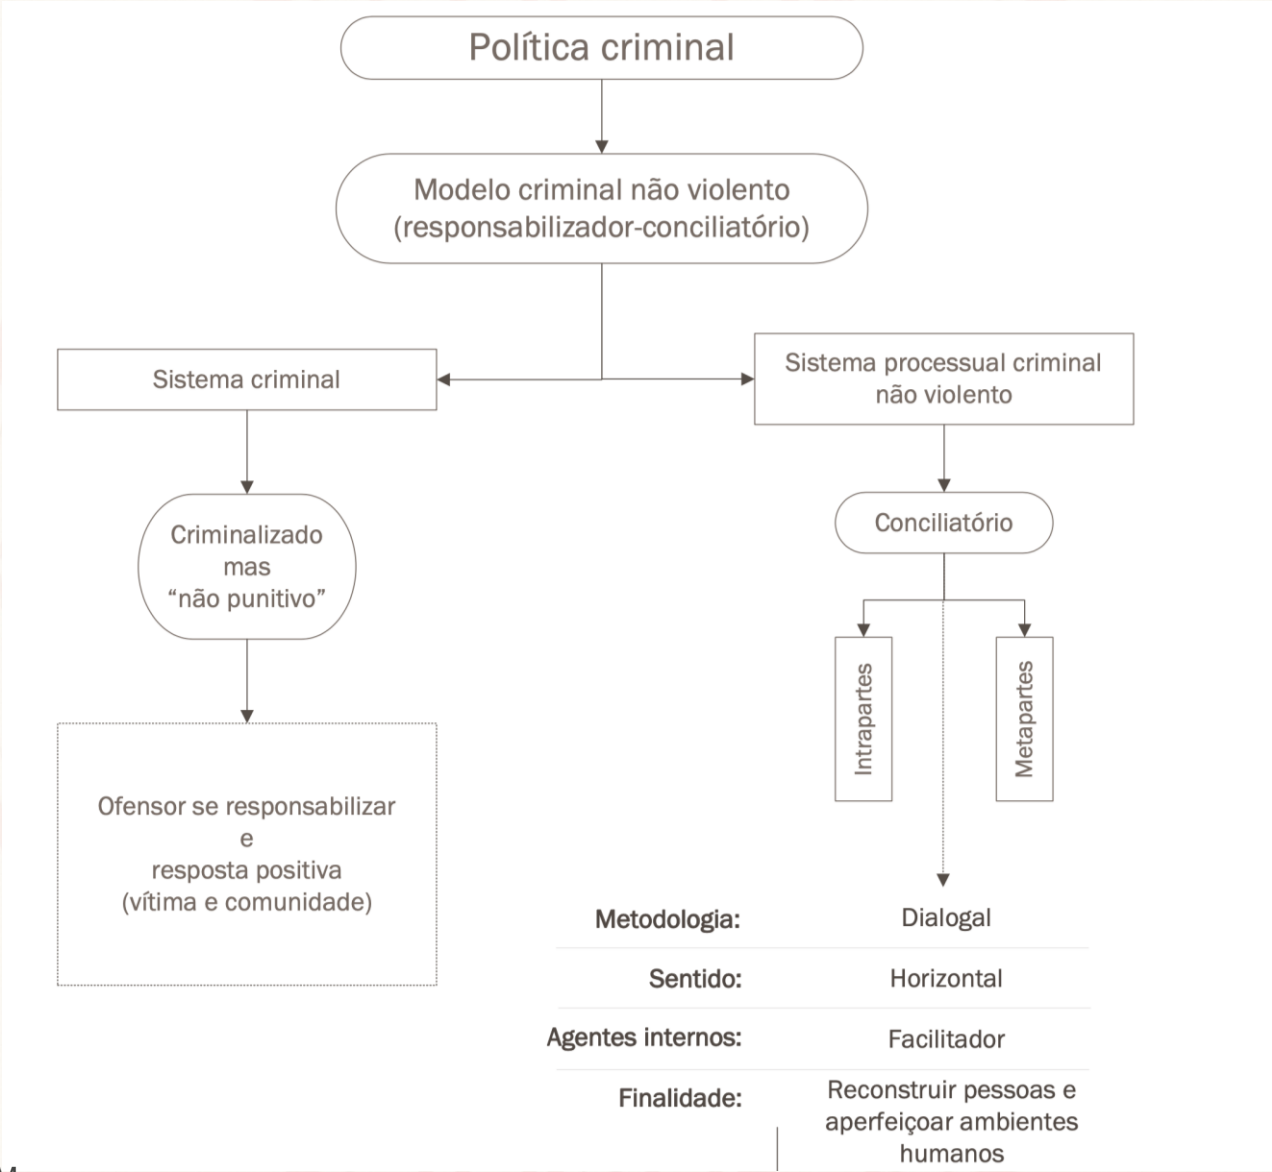 Política criminal
Modelo criminal não violento
(responsabilizador-conciliatório)
Sistema criminal
Sistema processual criminal
não violento
Criminalizado
mas
“não punitivo”
Conciliatório
Intrapartes
Metapartes
Ofensor se responsabilizar
e
resposta positiva
(vítima e comunidade)
Metodologia: Dialogal
Sentido: Horizontal
Agentes internos: Facilitador
Finalidade: Reconstruir pessoas e
aperfeiçoar ambientes
humanos